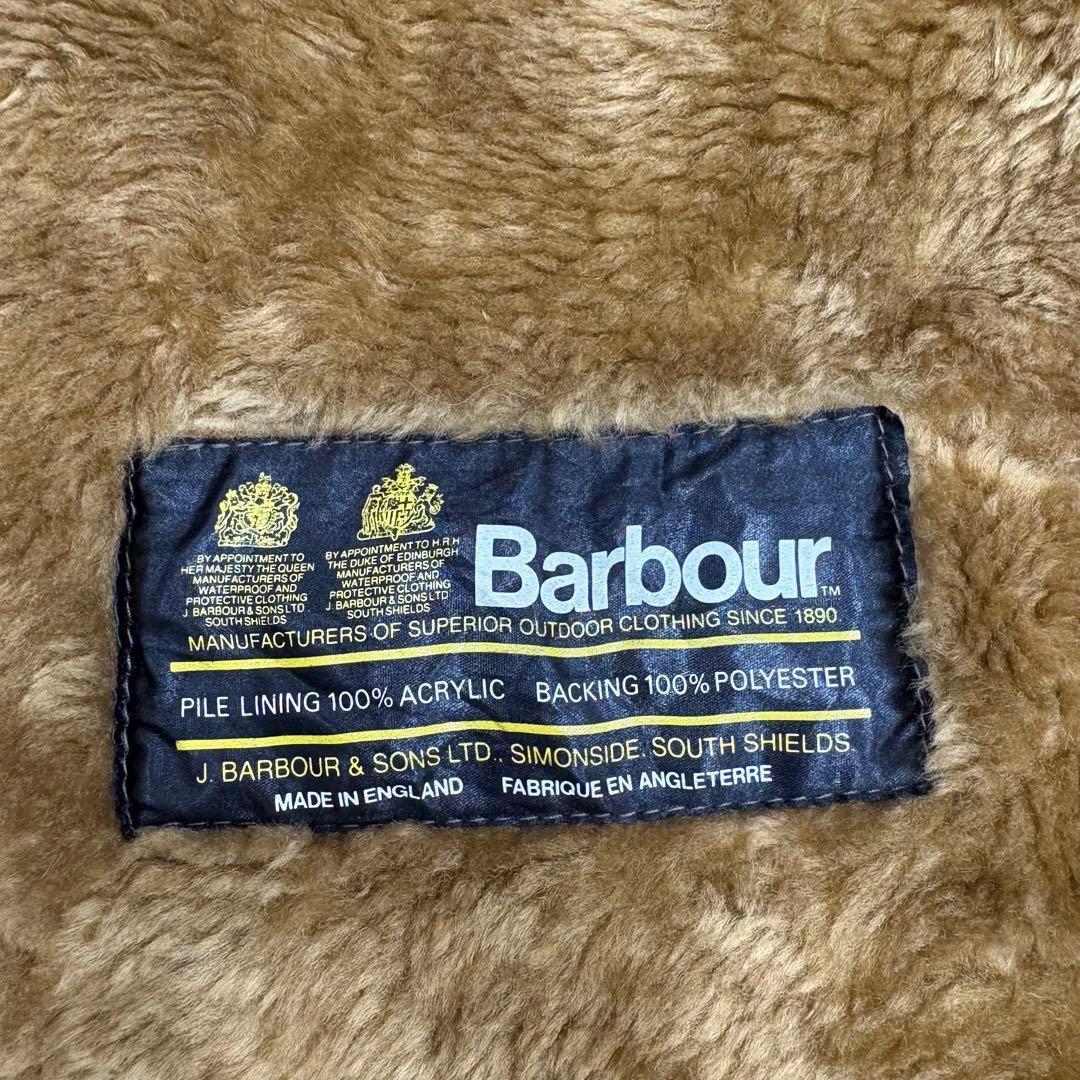 BY APPOINTMENT TO
HER MAJESTY THE QUEEN
MANUFACTURERS OF
WATERPROOF AND
PROTECTIVE CLOTHING
J. BARBOUR & SONS LTD
SOUTH SHIELDS
BY APPOINTMENT TO H.R.H
THE DUKE OF EDINBURGH
MANUFACTURERS OF
WATERPROOF AND
PROTECTIVE CLOTHING
J. BARBOUR & SONS LTD
SOUTH SHIELDS
Barbour™
MANUFACTURERS OF SUPERIOR OUTDOOR CLOTHING SINCE 1890.
PILE LINING 100% ACRYLIC BACKING 100% POLYESTER
J. BARBOUR & SONS LTD., SIMONSIDE, SOUTH SHIELDS.
MADE IN ENGLAND FABRIQUE EN ANGLETERRE